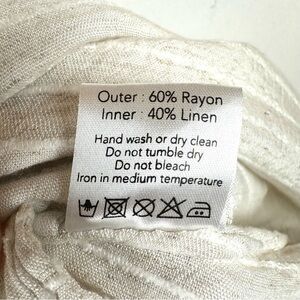 Outer : 60% Rayon
Inner : 40% Linen
Hand wash or dry clean
Do not tumble dry
Do not bleach
Iron in medium temperature